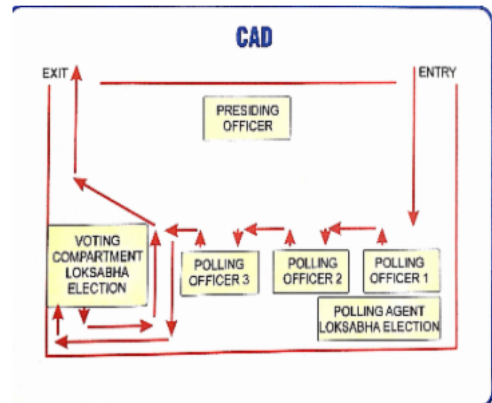 CAD
EXIT
ENTRY
PRESIDING
OFFICER
VOTING
COMPARTMENT
LOKSABHA
ELECTION
POLLING
OFFICER 3
POLLING
OFFICER 2
POLLING
OFFICER 1
POLLING AGENT
LOKSABHA ELECTION